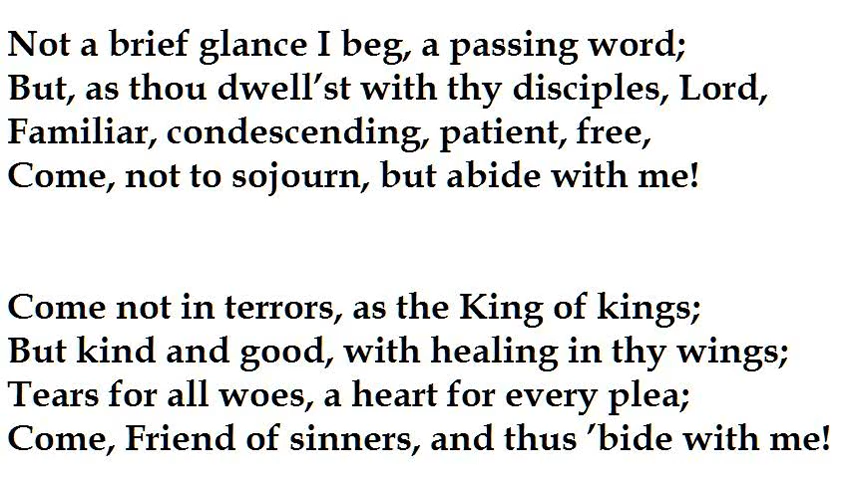 Not a brief glance I beg, a passing word;
But, as thou dwell’st with thy disciples, Lord,
Familiar, condescending, patient, free,
Come, not to sojourn, but abide with me!
Come not in terrors, as the King of kings;
But kind and good, with healing in thy wings;
Tears for all woes, a heart for every plea;
Come, Friend of sinners, and thus ’bide with me!